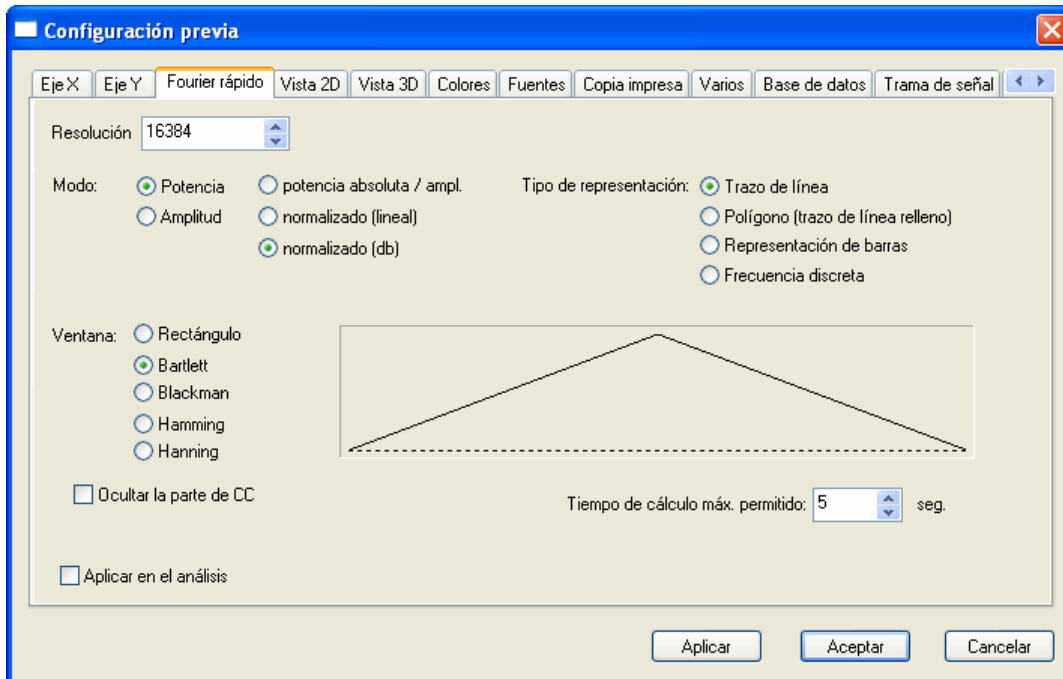 Configuración previa
Eje X Eje Y Fourier rápido Vista 2D Vista 3D Colores Fuentes Copia impresa Varios Base de datos Trama de señal
Resolución 16384
Modo: Potencia potencia absoluta / ampl. Tipo de representación: Trazo de línea
Amplitud normalizado (lineal) Polígono (trazo de línea relleno)
normalizado (db) Representación de barras
Frecuencia discreta
Ventana: Rectángulo
Bartlett
Blackman
Hamming
Hanning
Ocultar la parte de CC
Tiempo de cálculo máx. permitido: 5 seg.
Aplicar en el análisis
Aplicar Aceptar Cancelar